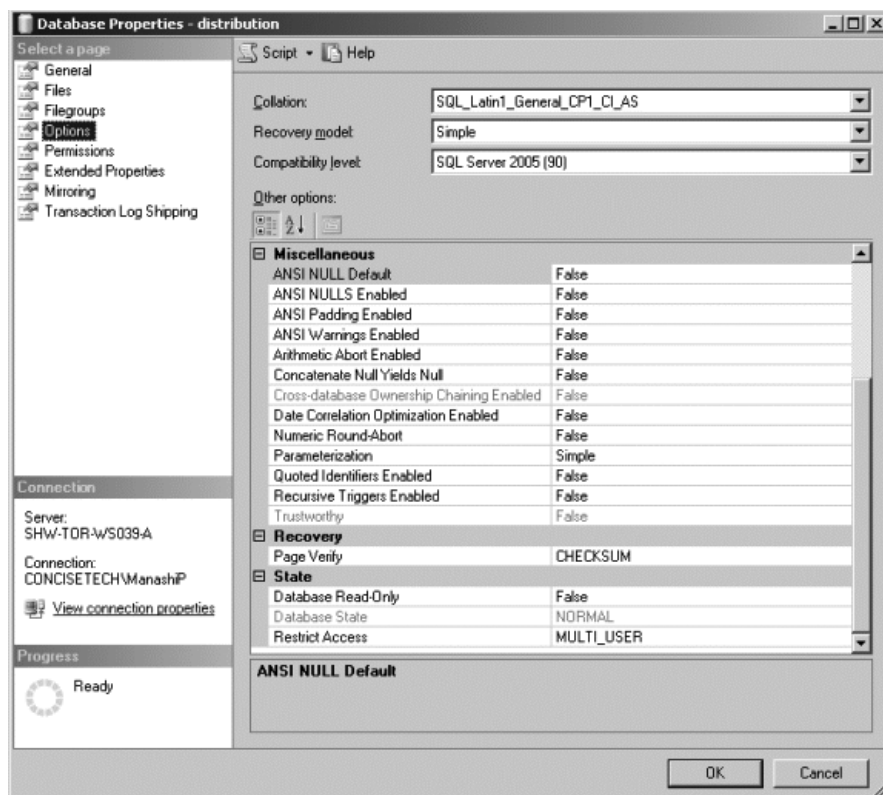 Database Properties - distribution
Select a page
General
Files
Filegroups
Options
Permissions
Extended Properties
Mirroring
Transaction Log Shipping
Connection
Server:
SHW-TOR-WS039-A
Connection:
CONCISETECH\ManashiP
View connection properties
Progress
Ready
Script Help
Collation: SQL_Latin1_General_CP1_CI_AS
Recovery model: Simple
Compatibility level: SQL Server 2005 (90)
Other options:
Miscellaneous
ANSI NULL Default False
ANSI NULLS Enabled False
ANSI Padding Enabled False
ANSI Warnings Enabled False
Arithmetic Abort Enabled False
Concatenate Null Yields Null False
Cross-database Ownership Chaining Enabled False
Date Correlation Optimization Enabled False
Numeric Round-Abort False
Parameterization Simple
Quoted Identifiers Enabled False
Recursive Triggers Enabled False
Trustworthy False
Recovery
Page Verify CHECKSUM
State
Database Read-Only False
Database State NORMAL
Restrict Access MULTI_USER
ANSI NULL Default
OK Cancel